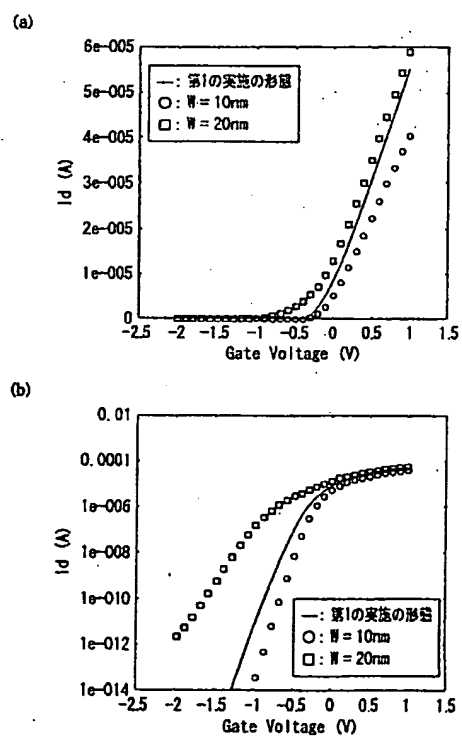 (a)
6e-005
5e-005
4e-005
3e-005
2e-005
1e-005
0
Id (A)
—: 第1の実施の形態
○: W = 10nm
□: W = 20nm
-2.5 -2 -1.5 -1 -0.5 0 0.5 1 1.5
Gate Voltage (V)
(b)
0.01
0.0001
1e-006
1e-008
1e-010
1e-012
1e-014
Id (A)
—: 第1の実施の形態
○: W = 10nm
□: W = 20nm
-2.5 -2 -1.5 -1 -0.5 0 0.5 1 1.5
Gate Voltage (V)